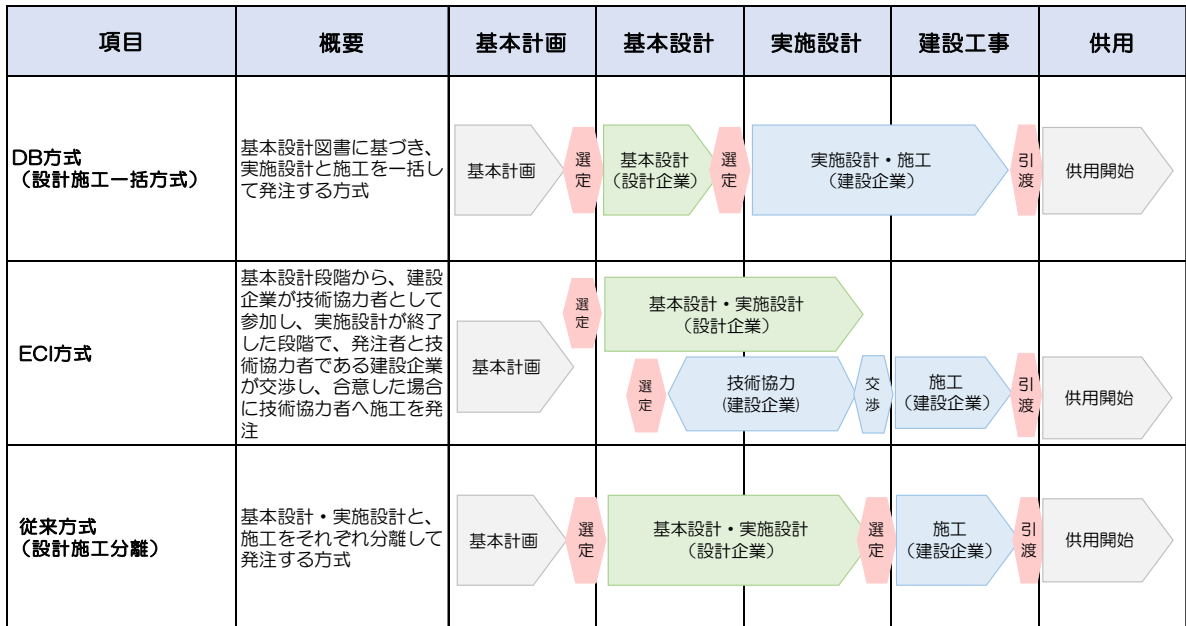 項目
概要
基本計画
基本設計
実施設計
建設工事
供用
DB方式
（設計施工一括方式）
基本設計図書に基づき、
実施設計と施工を一括し
て発注する方式
基本計画
選
定
基本設計
（設計企業）
選
定
実施設計・施工
（建設企業）
引
渡
供用開始
ECI方式
基本設計段階から、建設
企業が技術協力者として
参加し、実施設計が終了
した段階で、発注者と技
術協力者である建設企業
が交渉し、合意した場合
に技術協力者へ施工を発
注
基本計画
選
定
基本設計・実施設計
（設計企業）
選
定
技術協力
(建設企業)
交
渉
施工
（建設企業）
引
渡
供用開始
従来方式
（設計施工分離）
基本設計・実施設計と、
施工をそれぞれ分離して
発注する方式
基本計画
選
定
基本設計・実施設計
（設計企業）
選
定
施工
（建設企業）
引
渡
供用開始